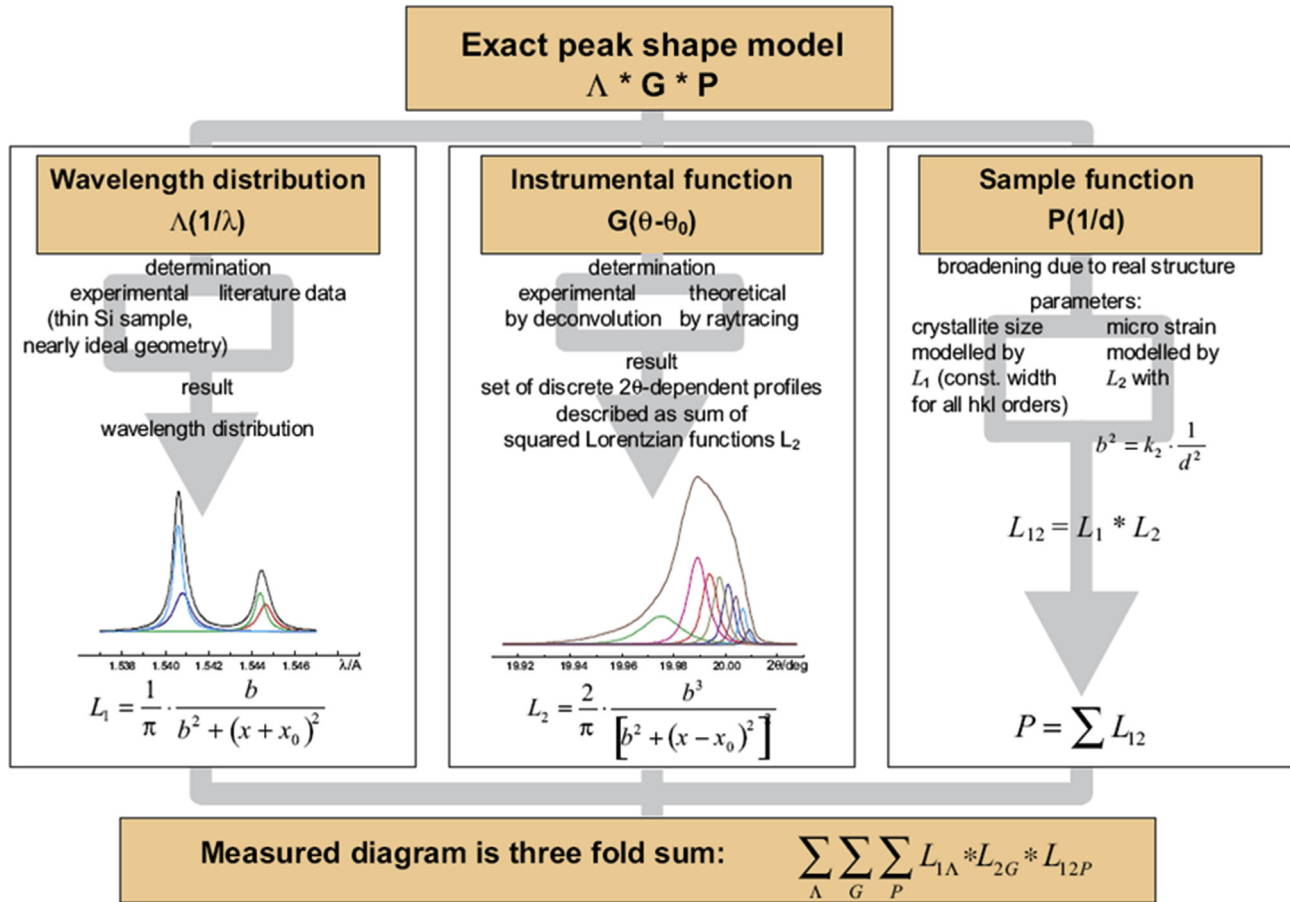 Exact peak shape model
Λ * G * P
Wavelength distribution
Λ(1/λ)
determination
experimental literature data
(thin Si sample,
nearly ideal geometry)
result
wavelength distribution
1.538 1.540 1.542 1.544 1.546 λ/A
L₁ = 1/π · b/(b² + (x + x₀)²)
Instrumental function
G(θ-θ₀)
determination
experimental theoretical
by deconvolution by raytracing
result
set of discrete 2θ-dependent profiles
described as sum of
squared Lorentzian functions L₂
19.92 19.94 19.96 19.98 20.00 2θ/deg
L₂ = 2/π · b³/[b² + (x − x₀)²]²
Sample function
P(1/d)
broadening due to real structure
parameters:
crystallite size micro strain
modelled by modelled by
L₁ (const. width L₂ with
for all hkl orders)
b² = k₂ · 1/d²
L₁₂ = L₁ * L₂
P = ∑ L₁₂
Measured diagram is three fold sum: ∑Λ ∑G ∑P L₁Λ *L₂G * L₁₂P